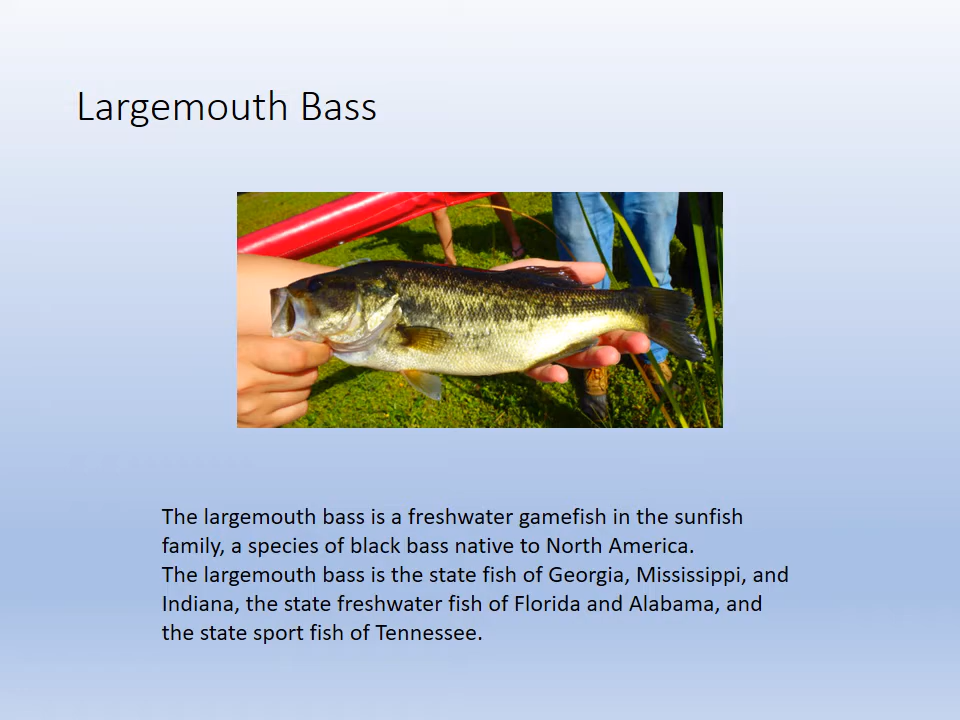 Largemouth Bass
The largemouth bass is a freshwater gamefish in the sunfish
family, a species of black bass native to North America.
The largemouth bass is the state fish of Georgia, Mississippi, and
Indiana, the state freshwater fish of Florida and Alabama, and
the state sport fish of Tennessee.